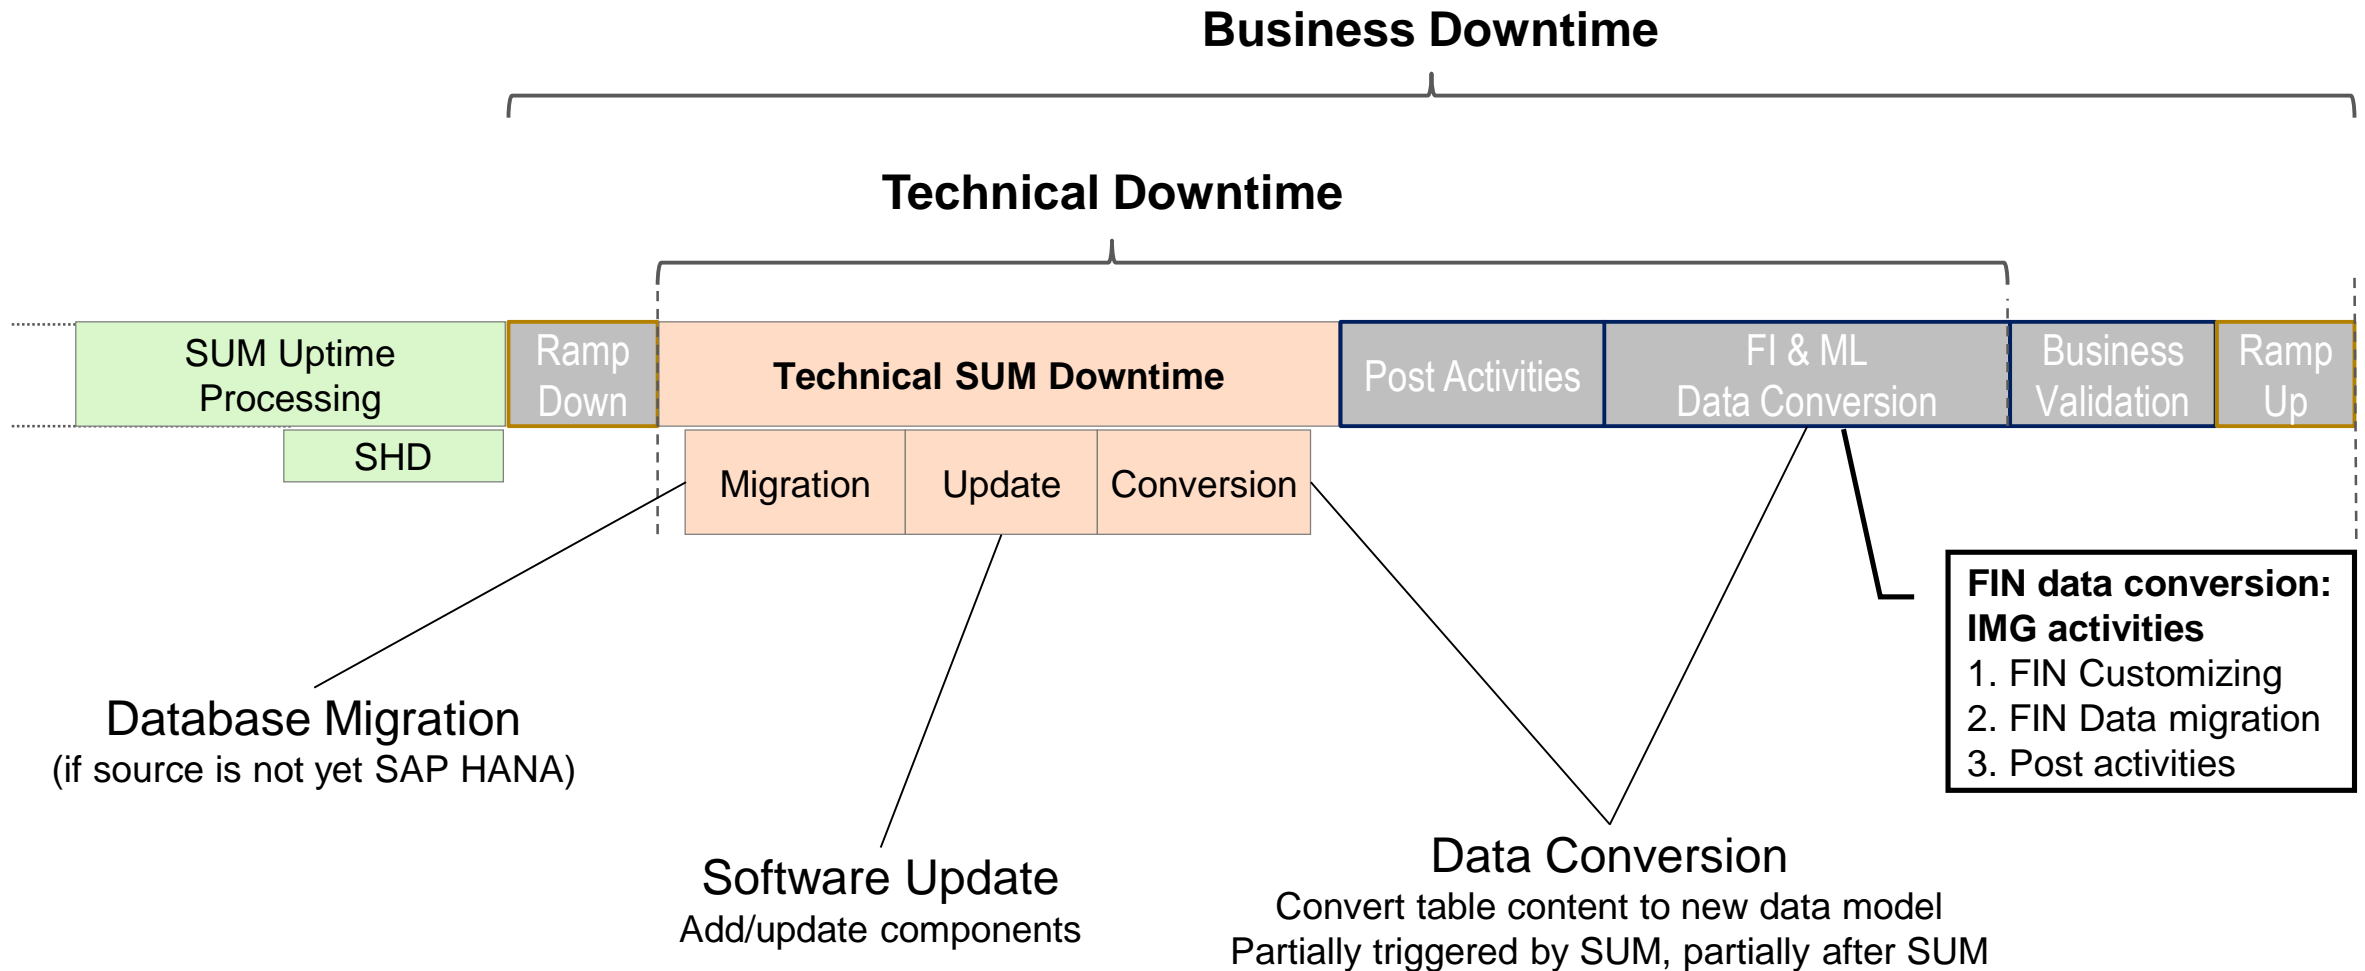 Business Downtime
Technical Downtime
SUM Uptime
Processing
Ramp
Down
Technical SUM Downtime
Post Activities
FI & ML
Data Conversion
Business
Validation
Ramp
Up
SHD
Migration
Update
Conversion
FIN data conversion:
IMG activities
1. FIN Customizing
2. FIN Data migration
3. Post activities
Database Migration
(if source is not yet SAP HANA)
Software Update
Add/update components
Data Conversion
Convert table content to new data model
Partially triggered by SUM, partially after SUM